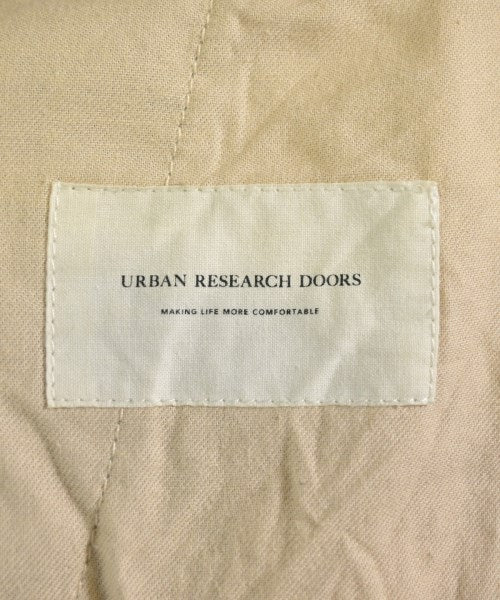 URBAN RESEARCH DOORS
MAKING LIFE MORE COMFORTABLE